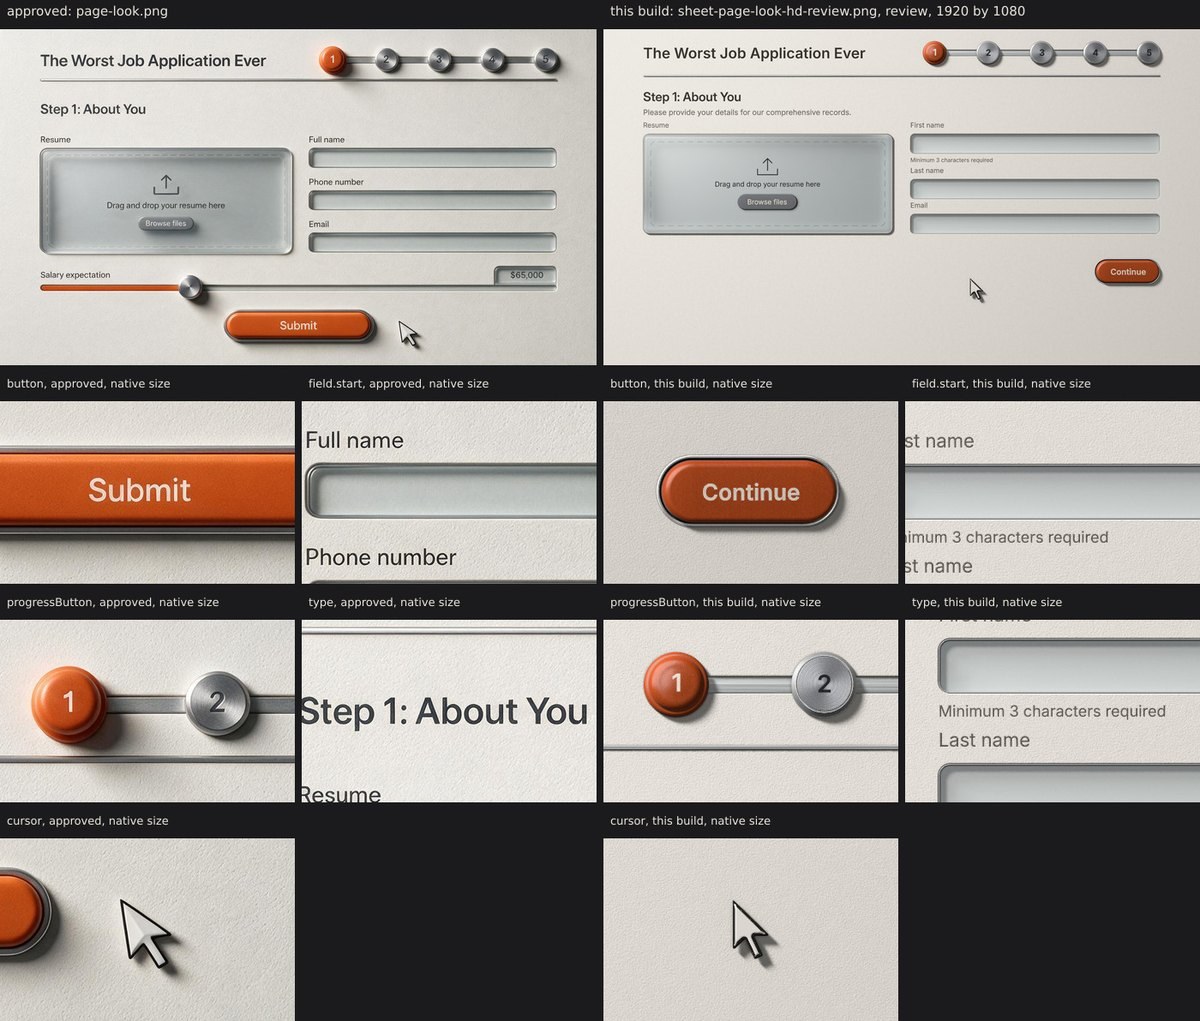 approved: page-look.png
this build: sheet-page-look-hd-review.png, review, 1920 by 1080
The Worst Job Application Ever
1 2 3 4 5
Step 1: About You
Resume
Full name
Drag and drop your resume here
Browse files
Phone number
Email
Salary expectation
$65,000
Submit
The Worst Job Application Ever
1 2 3 4 5
Step 1: About You
Please provide your details for our comprehensive records.
Resume
First name
Drag and drop your resume here
Browse files
Minimum 3 characters required
Last name
Email
Continue
button, approved, native size
field.start, approved, native size
button, this build, native size
field.start, this build, native size
Submit
Full name
Phone number
Continue
st name
imum 3 characters required
st name
progressButton, approved, native size
type, approved, native size
progressButton, this build, native size
type, this build, native size
1 2
Step 1: About You
Resume
1 2
First name
Minimum 3 characters required
Last name
cursor, approved, native size
cursor, this build, native size